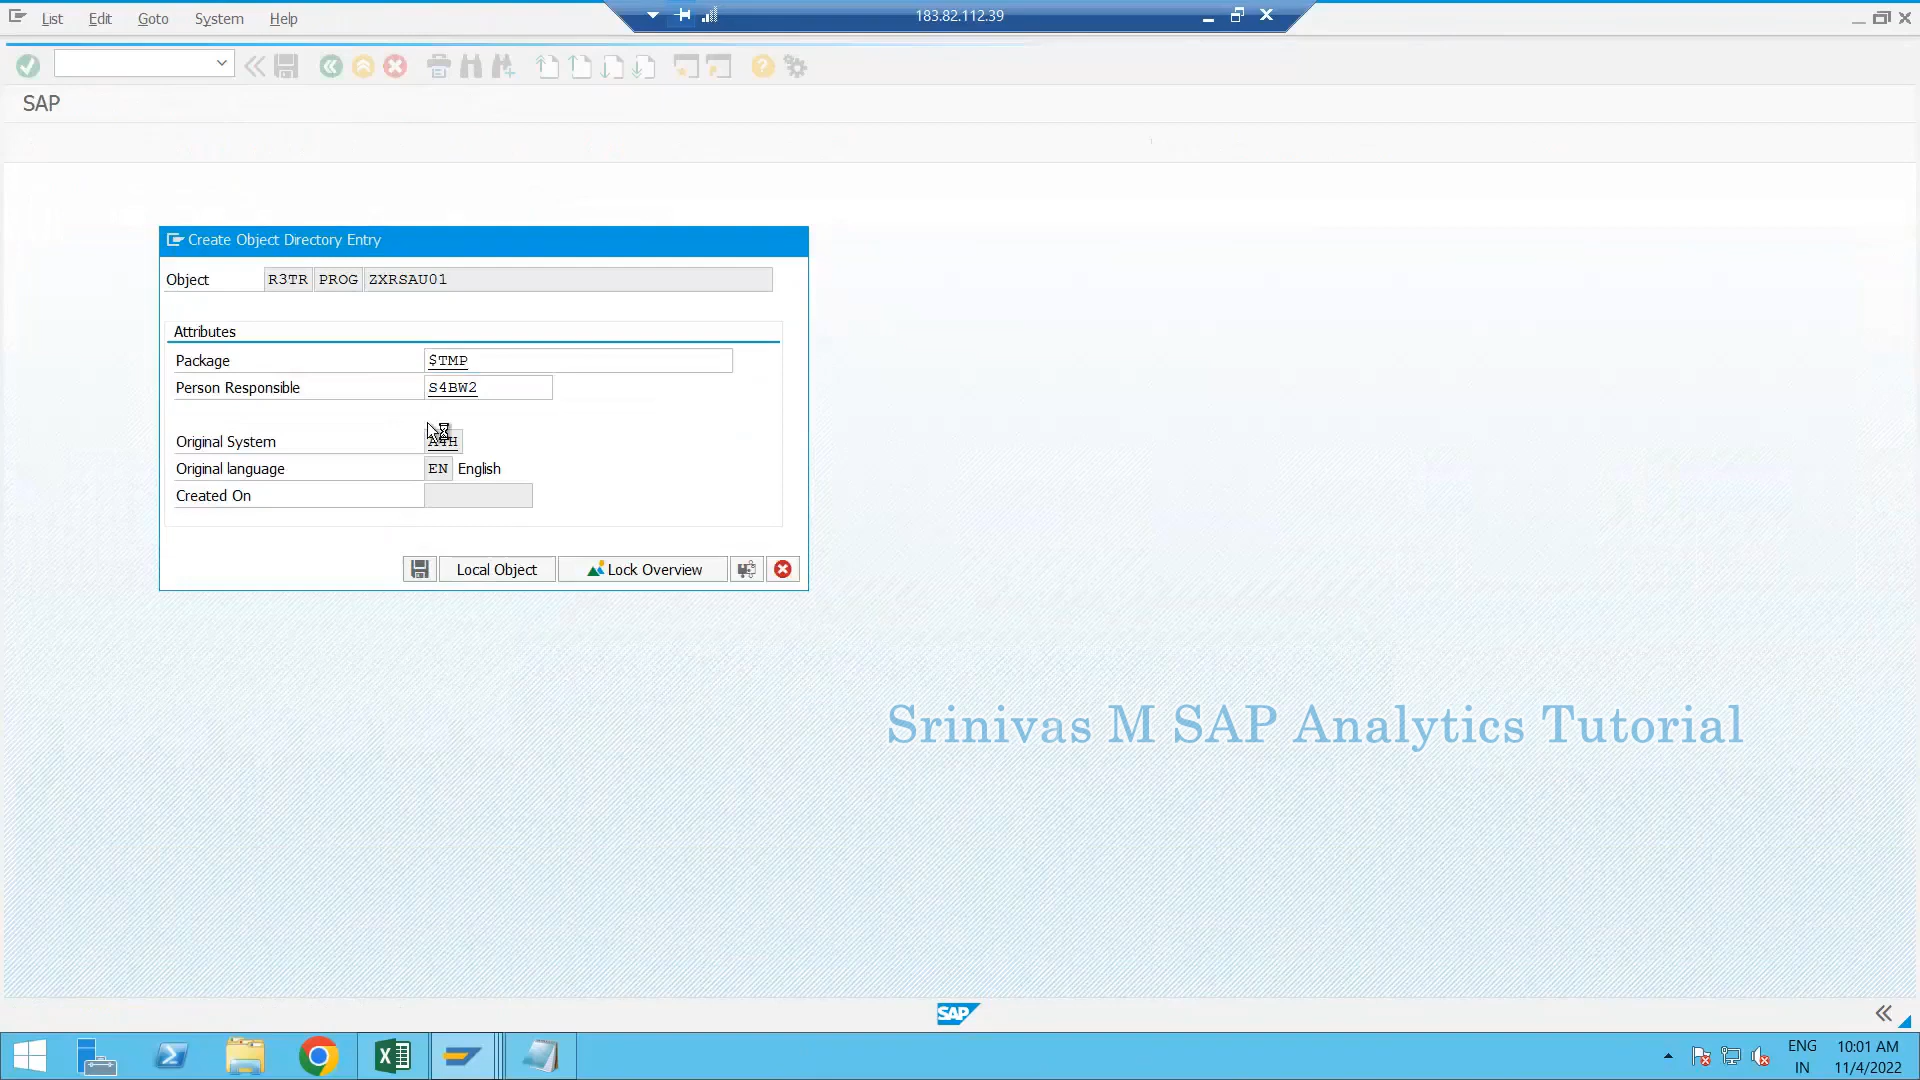 List Edit Goto System Help
183.82.112.39
SAP
Create Object Directory Entry
Object R3TR PROG ZXRSAU01
Attributes
Package $TMP
Person Responsible S4BW2
Original System A4H
Original language EN English
Created On
Local Object Lock Overview
Srinivas M SAP Analytics Tutorial
SAP
ENG 10:01 AM
IN 11/4/2022